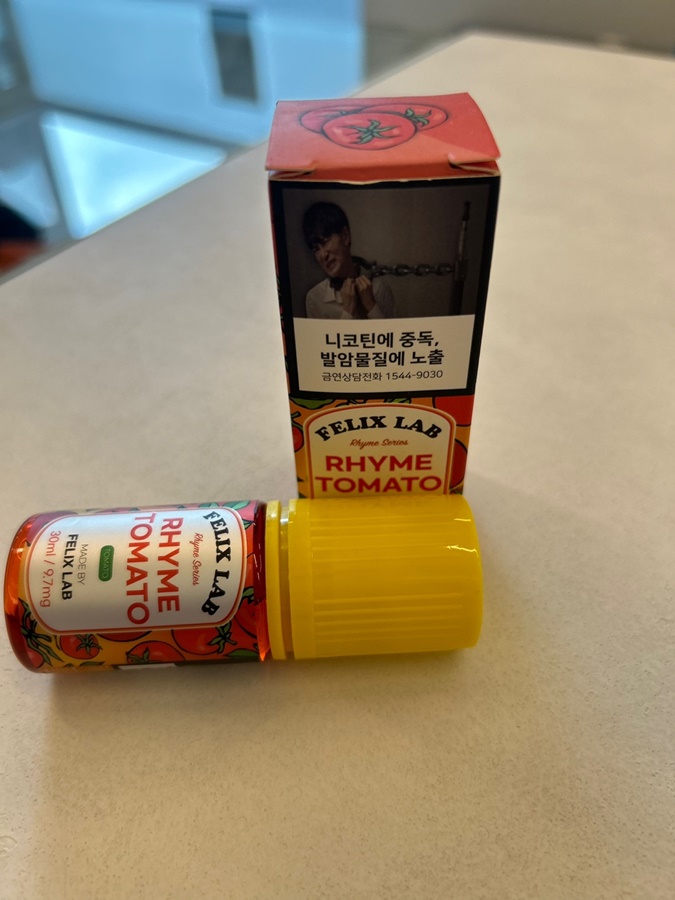 니코틴에 중독,
발암물질에 노출
금연상담전화 1544-9030
FELIX LAB
Rhyme Series
RHYME
TOMATO
FELIX LAB
Rhyme Series
RHYME
TOMATO
TOMATO
MADE BY
FELIX LAB
30ml / 9.7mg